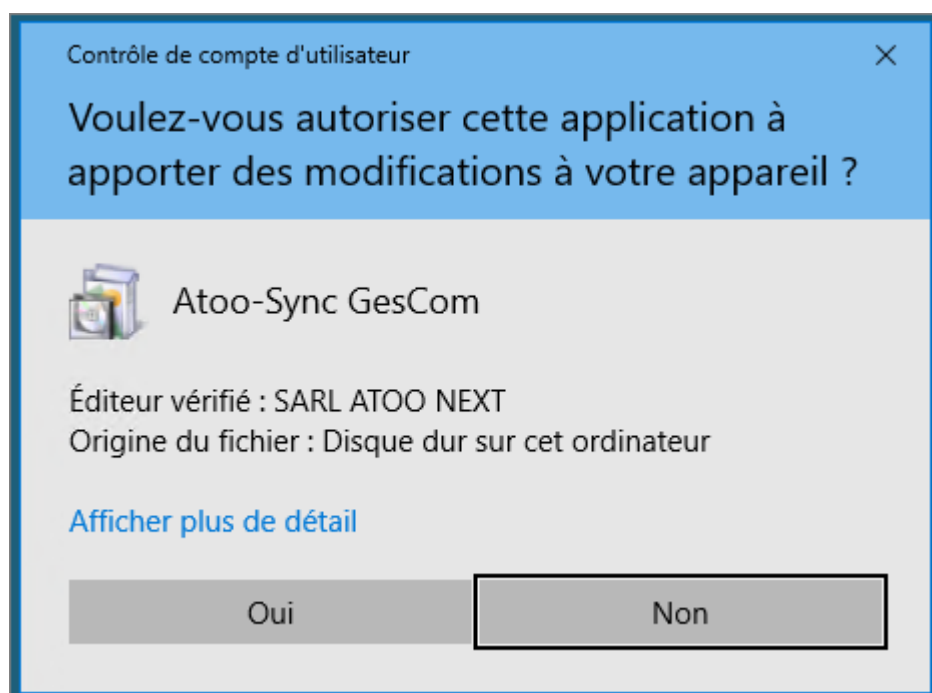 Contrôle de compte d'utilisateur
Voulez-vous autoriser cette application à
apporter des modifications à votre appareil ?
Atoo-Sync GesCom
Éditeur vérifié : SARL ATOO NEXT
Origine du fichier : Disque dur sur cet ordinateur
Afficher plus de détail
Oui
Non